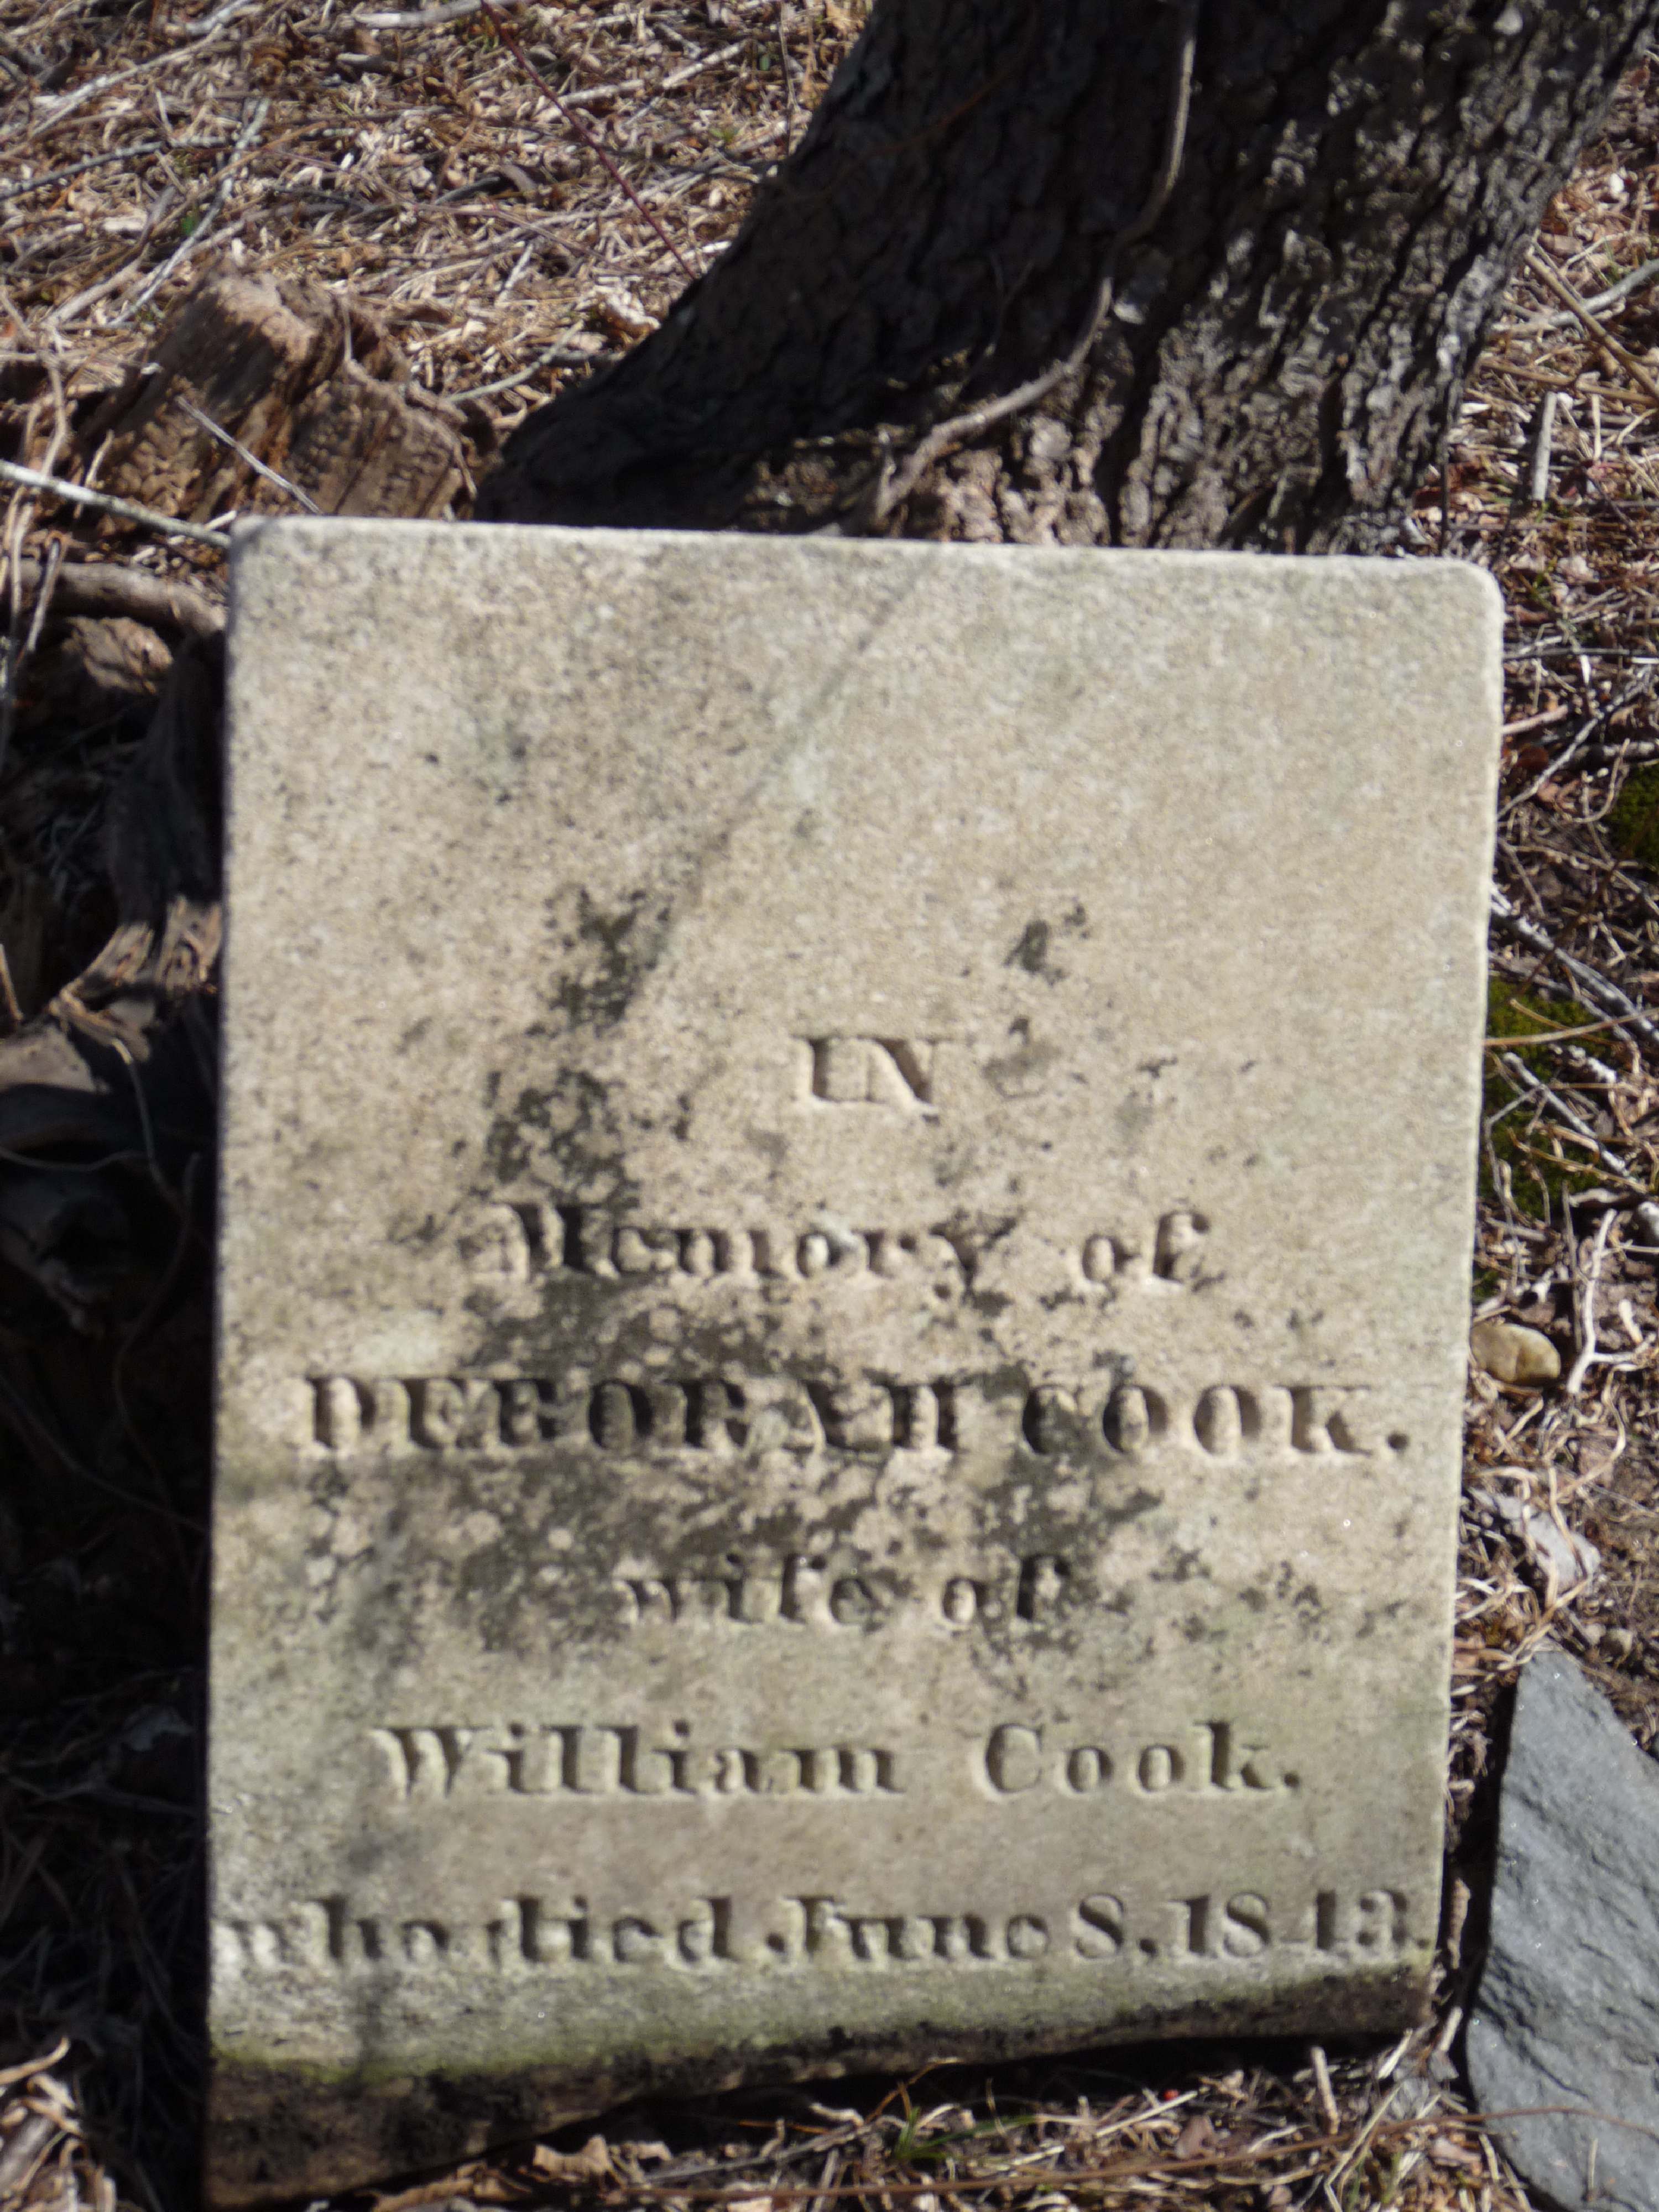 IN
Memory of
DEBORAH COOK.
wife of
William Cook.
who died June 8, 1843.